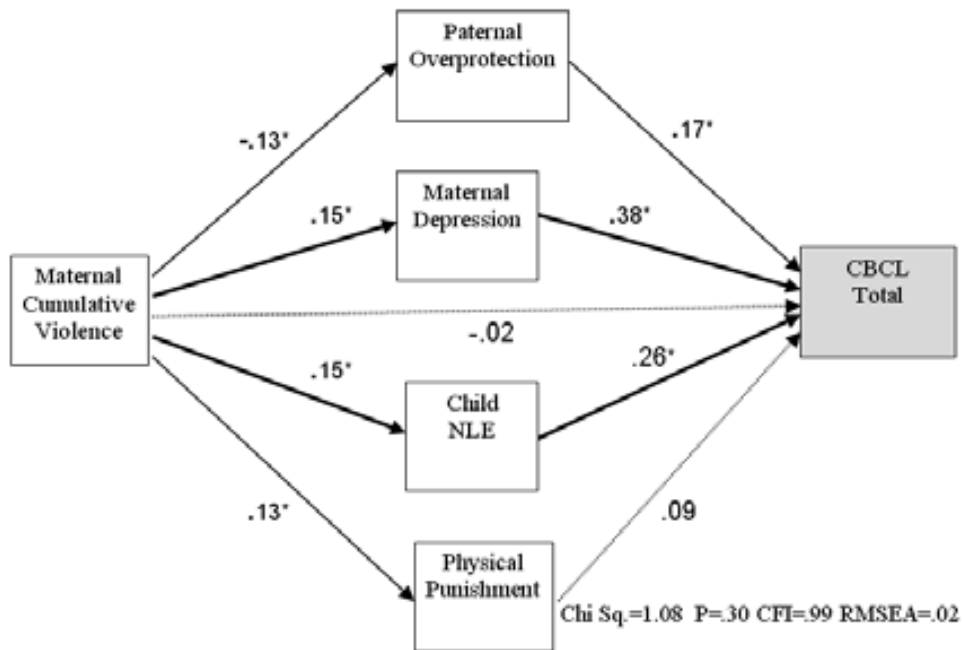 Paternal
Overprotection
-.13*
.17*
Maternal
Depression
.15*
.38*
Maternal
Cumulative
Violence
CBCL
Total
-.02
.15*
.26*
Child
NLE
.13*
.09
Physical
Punishment
Chi Sq.=1.08 P=.30 CFI=.99 RMSEA=.02